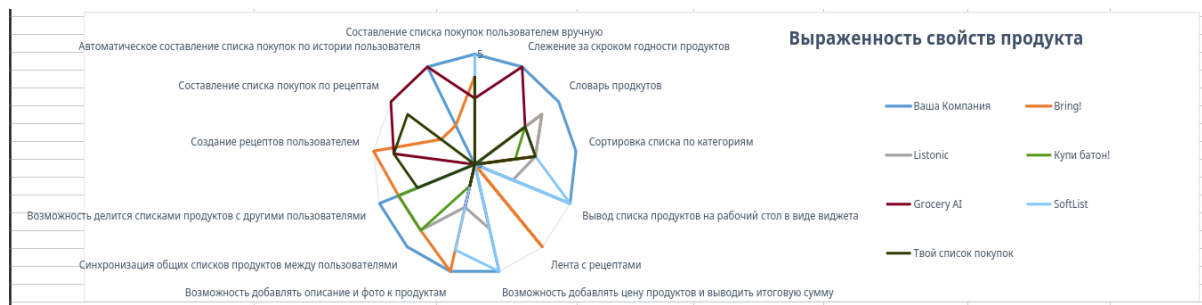 Выраженность свойств продукта
Составление списка покупок пользователем вручную
Автоматическое составление списка покупок по истории пользователя
Слежение за скроком годности продуктов
5
Составление списка покупок по рецептам
Словарь продкутов
Создание рецептов пользователем
Сортировка списка по категориям
Возможность делится списками продуктов с другими пользователями
Вывод списка продуктов на рабочий стол в виде виджета
Синхронизация общих списков продуктов между пользователями
Лента с рецептами
Возможность добавлять описание и фото к продуктам
Возможность добавлять цену продуктов и выводить итоговую сумму
Ваша Компания
Bring!
Listonic
Купи батон!
Grocery AI
SoftList
Твой список покупок